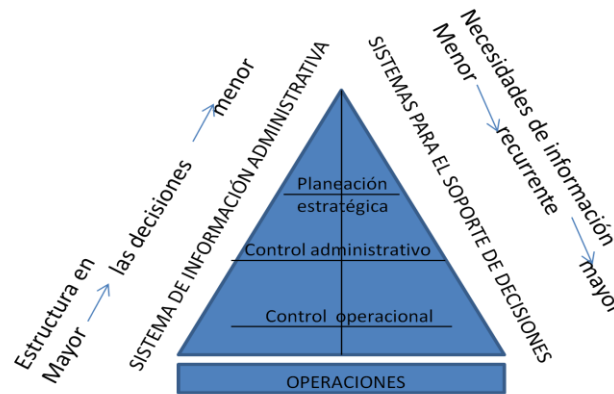 Estructura en
Mayor las decisiones menor
SISTEMA DE INFORMACIÓN ADMINISTRATIVA
Planeación
estratégica
Control administrativo
Control operacional
OPERACIONES
SISTEMAS PARA EL SOPORTE DE DECISIONES
Necesidades de información
Menor recurrente mayor